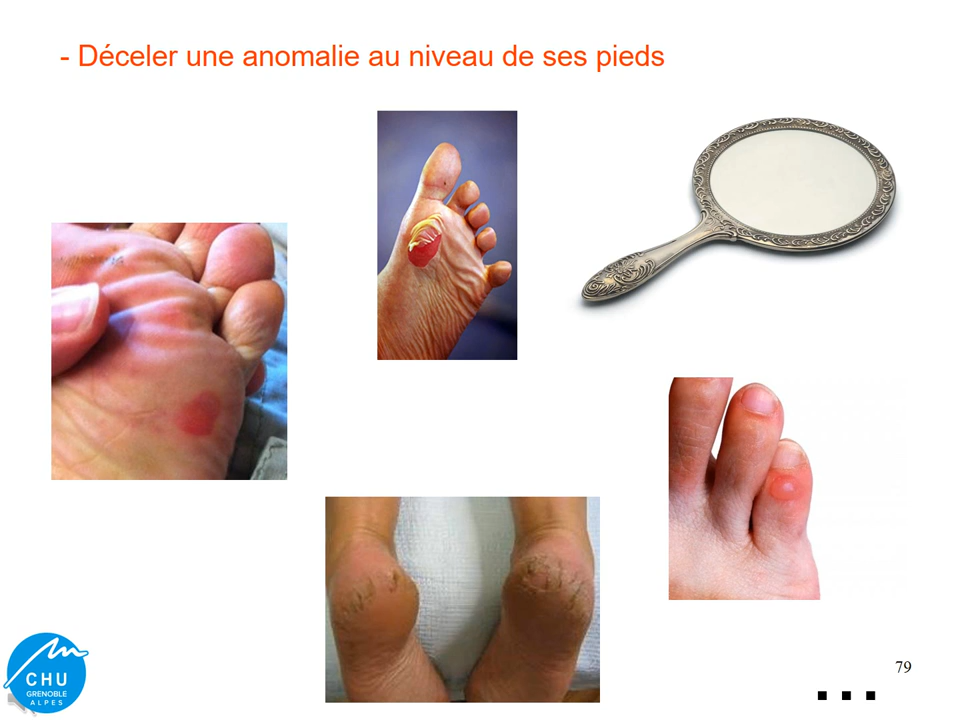 - Déceler une anomalie au niveau de ses pieds
CHU
GRENOBLE
ALPES
79